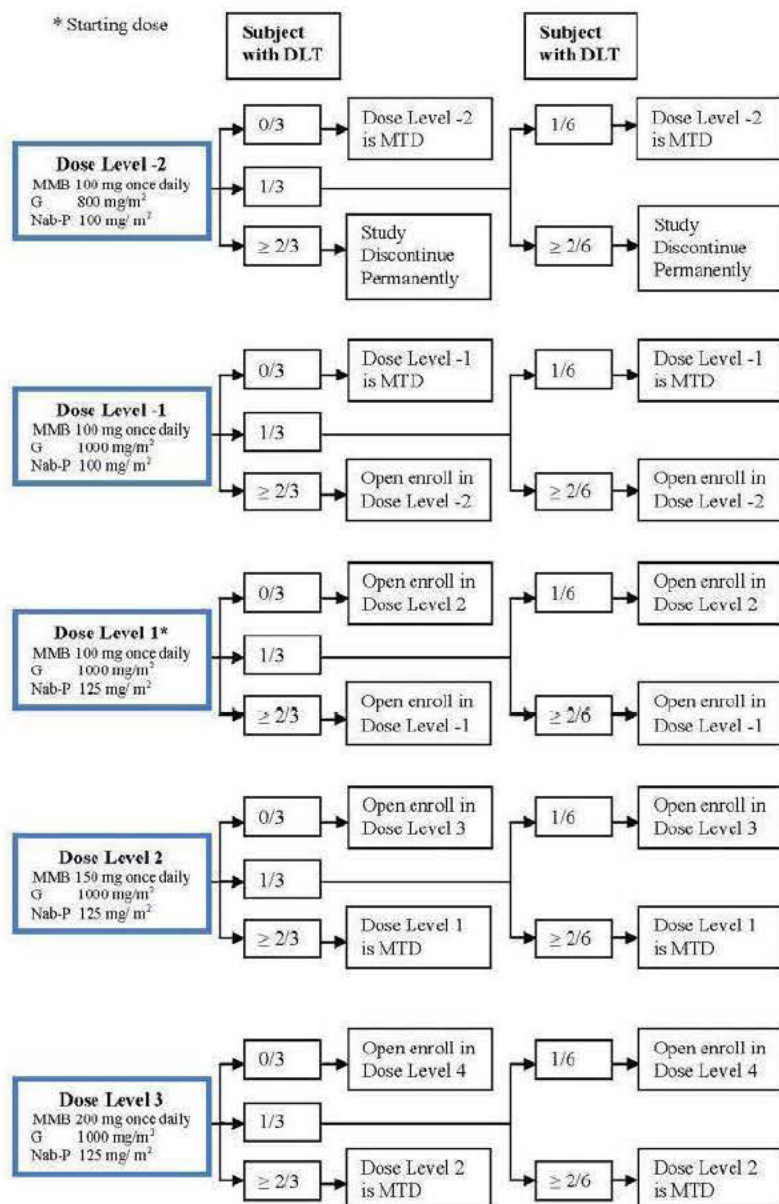 * Starting dose
Subject
with DLT
Subject
with DLT
Dose Level -2
MMB 100 mg once daily
G 800 mg/m²
Nab-P 100 mg/ m²
0/3
Dose Level -2
is MTD
1/6
Dose Level -2
is MTD
1/3
≥ 2/3
Study
Discontinue
Permanently
≥ 2/6
Study
Discontinue
Permanently
Dose Level -1
MMB 100 mg once daily
G 1000 mg/m²
Nab-P 100 mg/ m²
0/3
Dose Level -1
is MTD
1/6
Dose Level -1
is MTD
1/3
≥ 2/3
Open enroll in
Dose Level -2
≥ 2/6
Open enroll in
Dose Level -2
Dose Level 1*
MMB 100 mg once daily
G 1000 mg/m²
Nab-P 125 mg/ m²
0/3
Open enroll in
Dose Level 2
1/6
Open enroll in
Dose Level 2
1/3
≥ 2/3
Open enroll in
Dose Level -1
≥ 2/6
Open enroll in
Dose Level -1
Dose Level 2
MMB 150 mg once daily
G 1000 mg/m²
Nab-P 125 mg/ m²
0/3
Open enroll in
Dose Level 3
1/6
Open enroll in
Dose Level 3
1/3
≥ 2/3
Dose Level 1
is MTD
≥ 2/6
Dose Level 1
is MTD
Dose Level 3
MMB 200 mg once daily
G 1000 mg/m²
Nab-P 125 mg/ m²
0/3
Open enroll in
Dose Level 4
1/6
Open enroll in
Dose Level 4
1/3
≥ 2/3
Dose Level 2
is MTD
≥ 2/6
Dose Level 2
is MTD